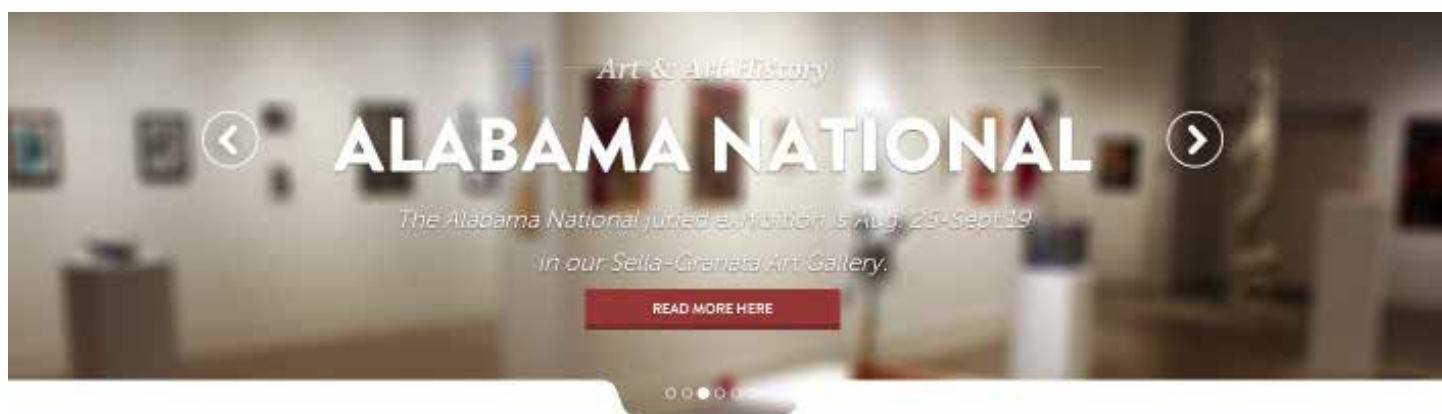 Art & Art History
ALABAMA NATIONAL
The Alabama National juried exhibition is Aug. 25-Sept.19
in our Sella-Granata Art Gallery.
READ MORE HERE